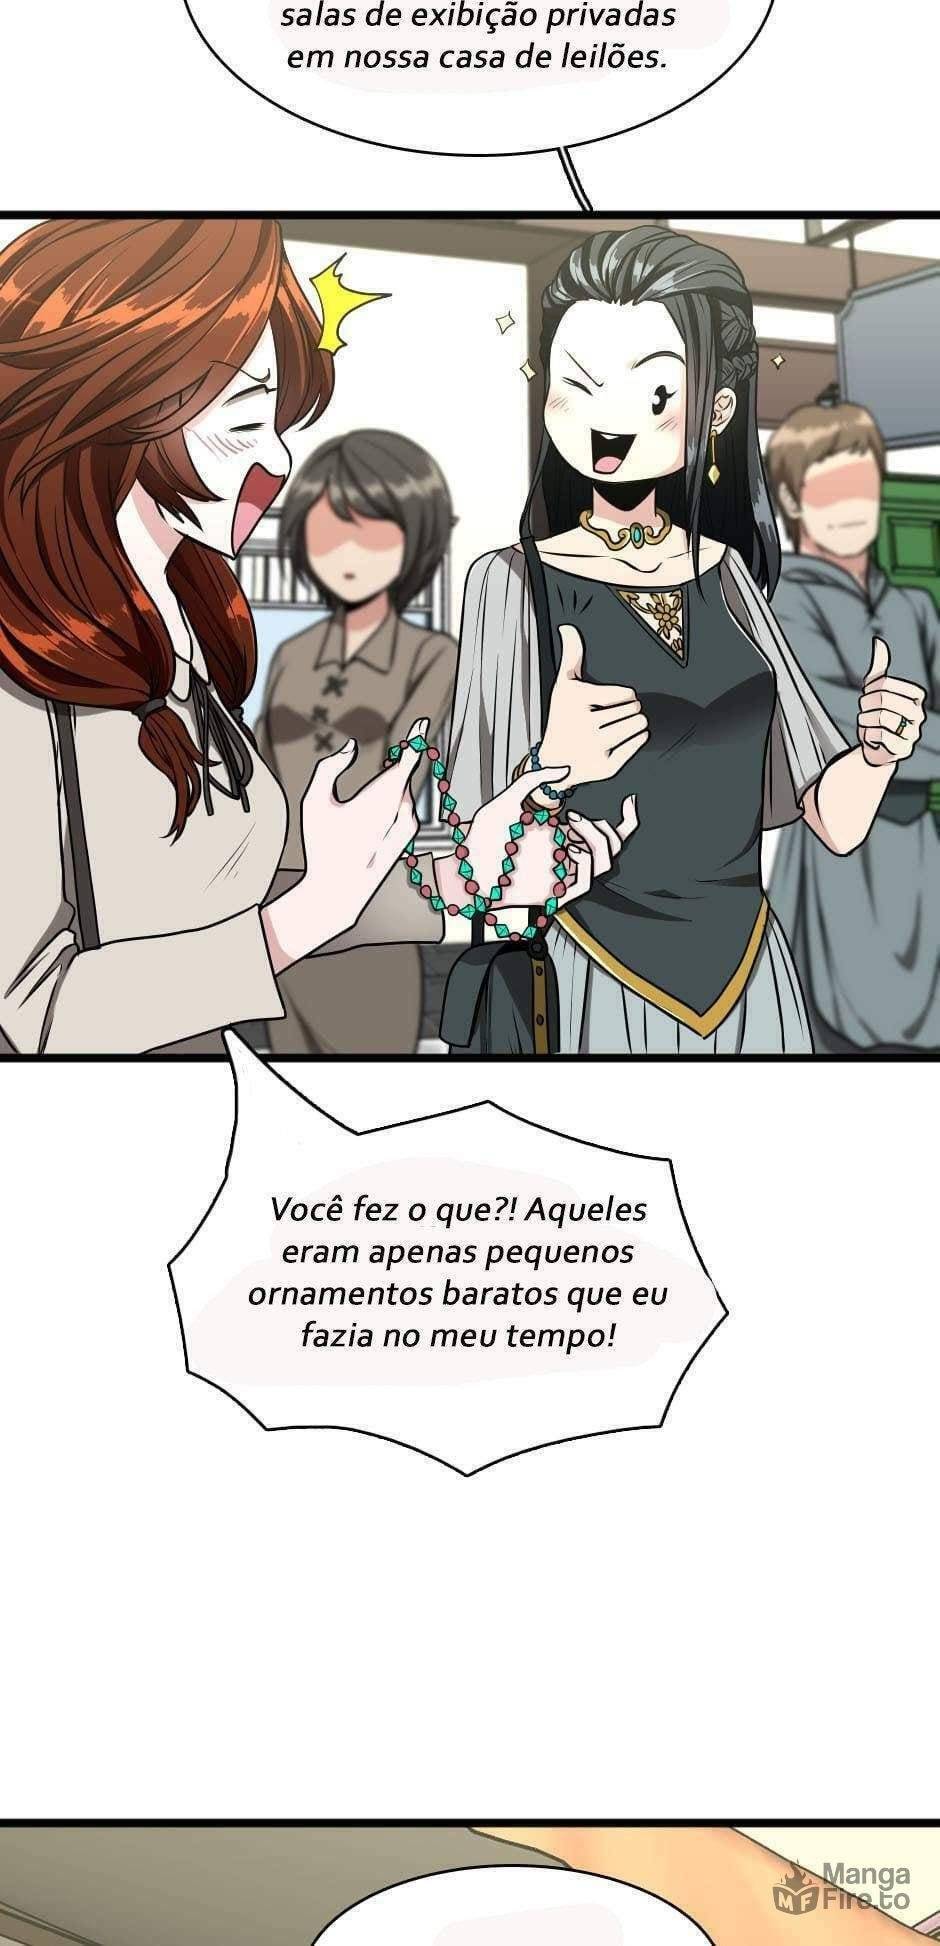 salas de exibição privadas
em nossa casa de leilões.
Você fez o que?! Aqueles
eram apenas pequenos
ornamentos baratos que eu
fazia no meu tempo!
Manga
MF Fire.to